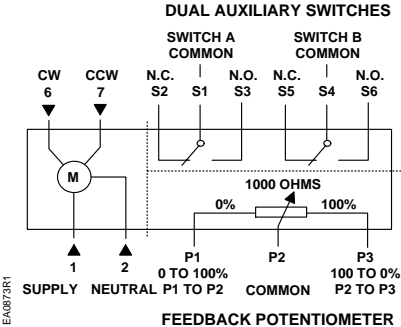 DUAL AUXILIARY SWITCHES
SWITCH A SWITCH B
COMMON COMMON
CW CCW N.C. N.O. N.C. N.O.
6 7 S2 S1 S3 S5 S4 S6
M
1000 OHMS
0% 100%
1 2 P1 P2 P3
0 TO 100% 100 TO 0%
SUPPLY NEUTRAL P1 TO P2 COMMON P2 TO P3
FEEDBACK POTENTIOMETER
EA0873R1